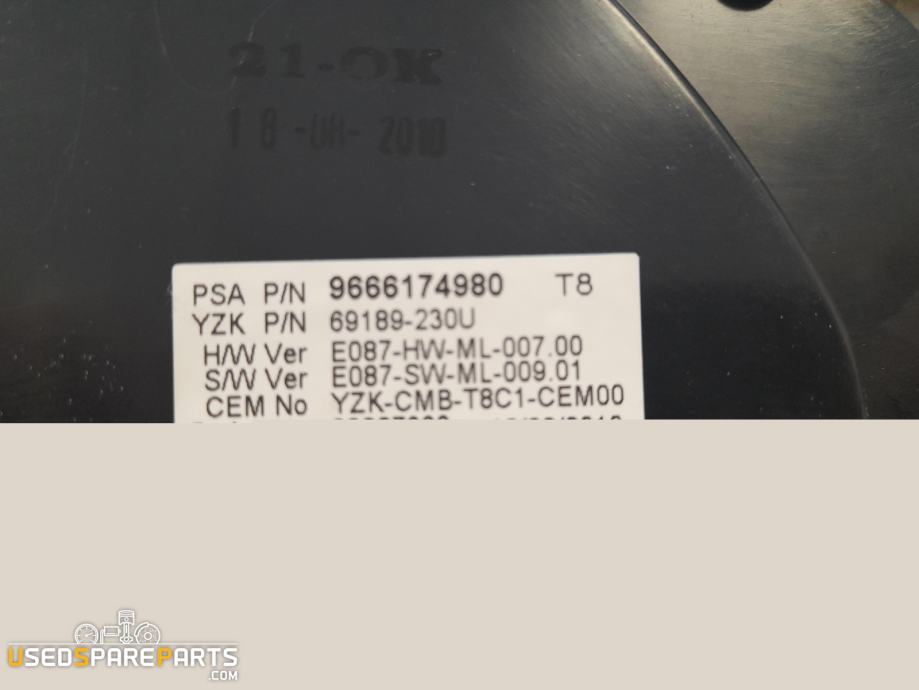 21-OK
PSA P/N 9666174980 T8
YZK P/N 69189-230U
H/W Ver E087-HW-ML-007.00
S/W Ver E087-SW-ML-009.01
CEM No YZK-CMB-T8C1-CEM00
USEDSPAREPARTS
.COM